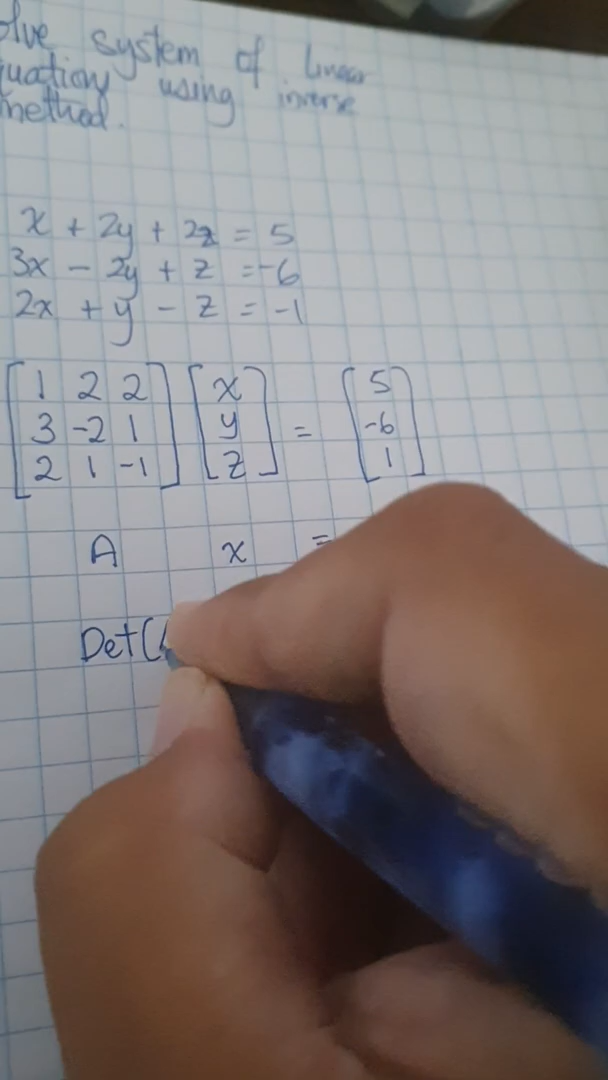 system of linear
using inverse
method.
x + 2y + 2z = 5
3x - 2y + z = -6
2x + y - z = -1
[1 2 2] [x] [5]
[3 -2 1] [y] = [-6]
[2 1 -1] [z] [1]
A x =
Det(